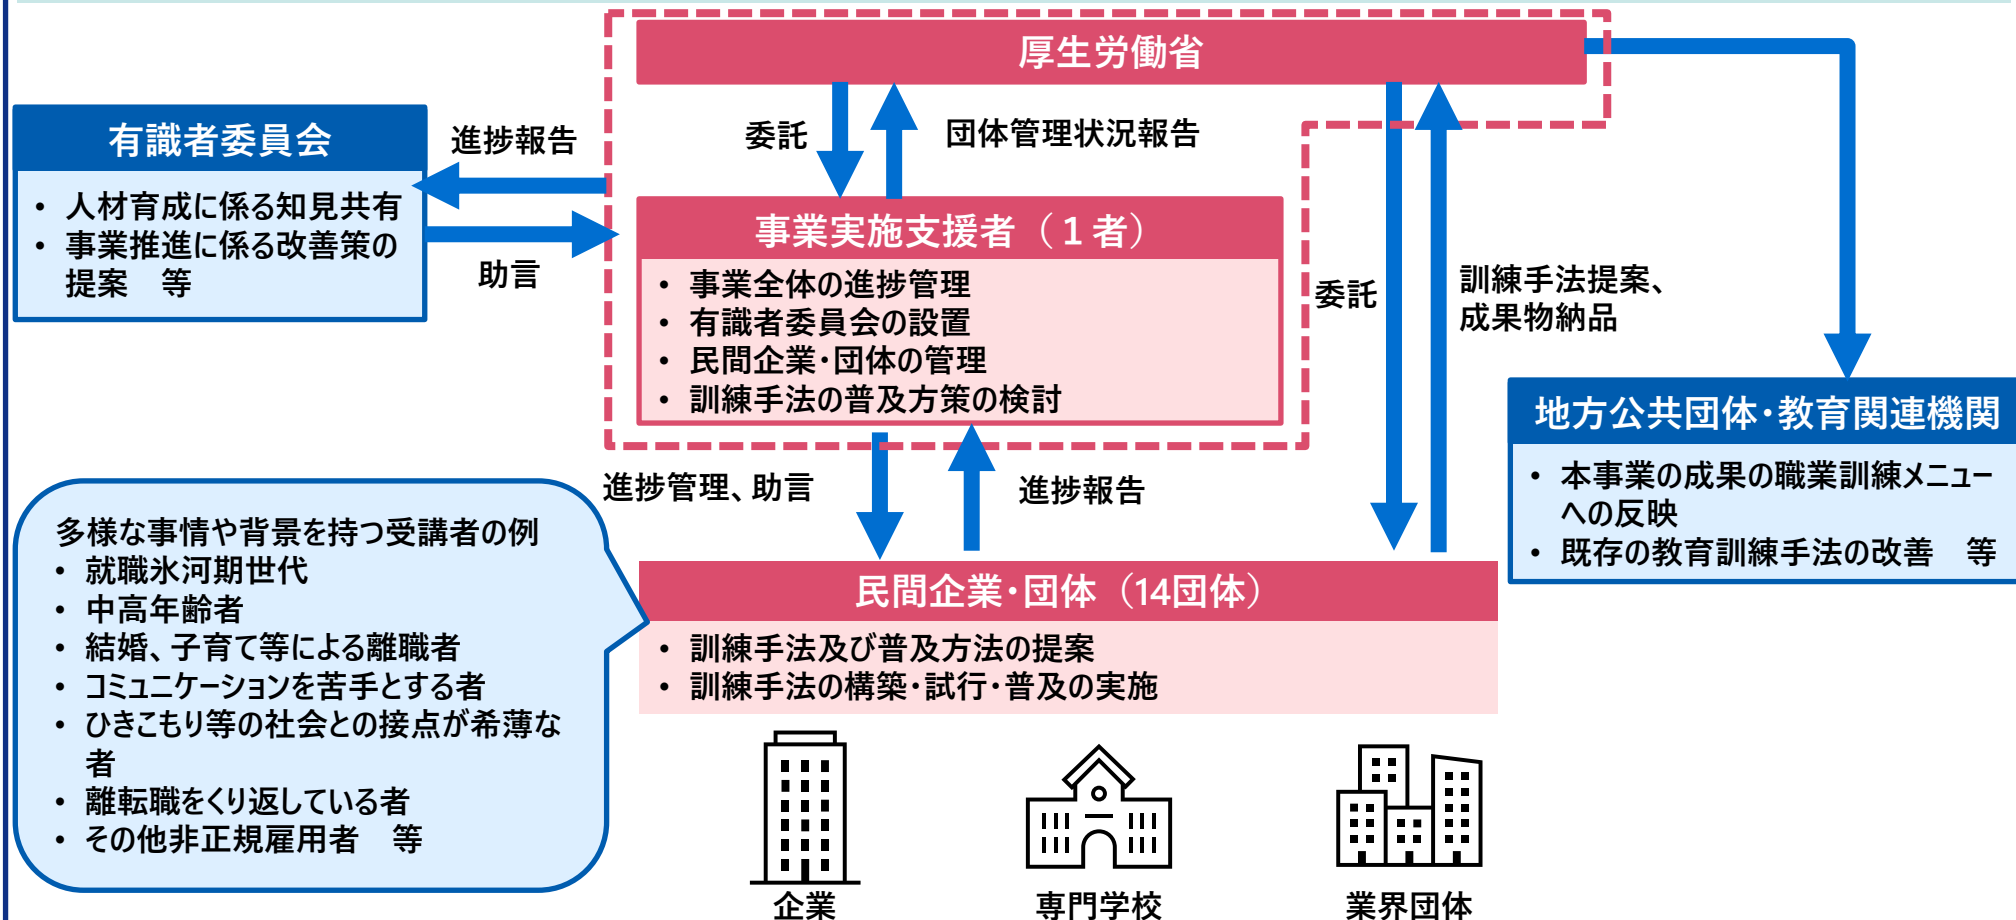 厚生労働省
有識者委員会
・ 人材育成に係る知見共有
・ 事業推進に係る改善策の
提案　等
進捗報告
助言
委託
団体管理状況報告
事業実施支援者（１者）
・ 事業全体の進捗管理
・ 有識者委員会の設置
・ 民間企業・団体の管理
・ 訓練手法の普及方策の検討
委託
訓練手法提案、
成果物納品
地方公共団体・教育関連機関
・ 本事業の成果の職業訓練メニュー
への反映
・ 既存の教育訓練手法の改善　等
進捗管理、助言
進捗報告
多様な事情や背景を持つ受講者の例
・ 就職氷河期世代
・ 中高年齢者
・ 結婚、子育て等による離職者
・ コミュニケーションを苦手とする者
・ ひきこもり等の社会との接点が希薄な
者
・ 離転職をくり返している者
・ その他非正規雇用者　等
民間企業・団体（14団体）
・ 訓練手法及び普及方法の提案
・ 訓練手法の構築・試行・普及の実施
企業
専門学校
業界団体